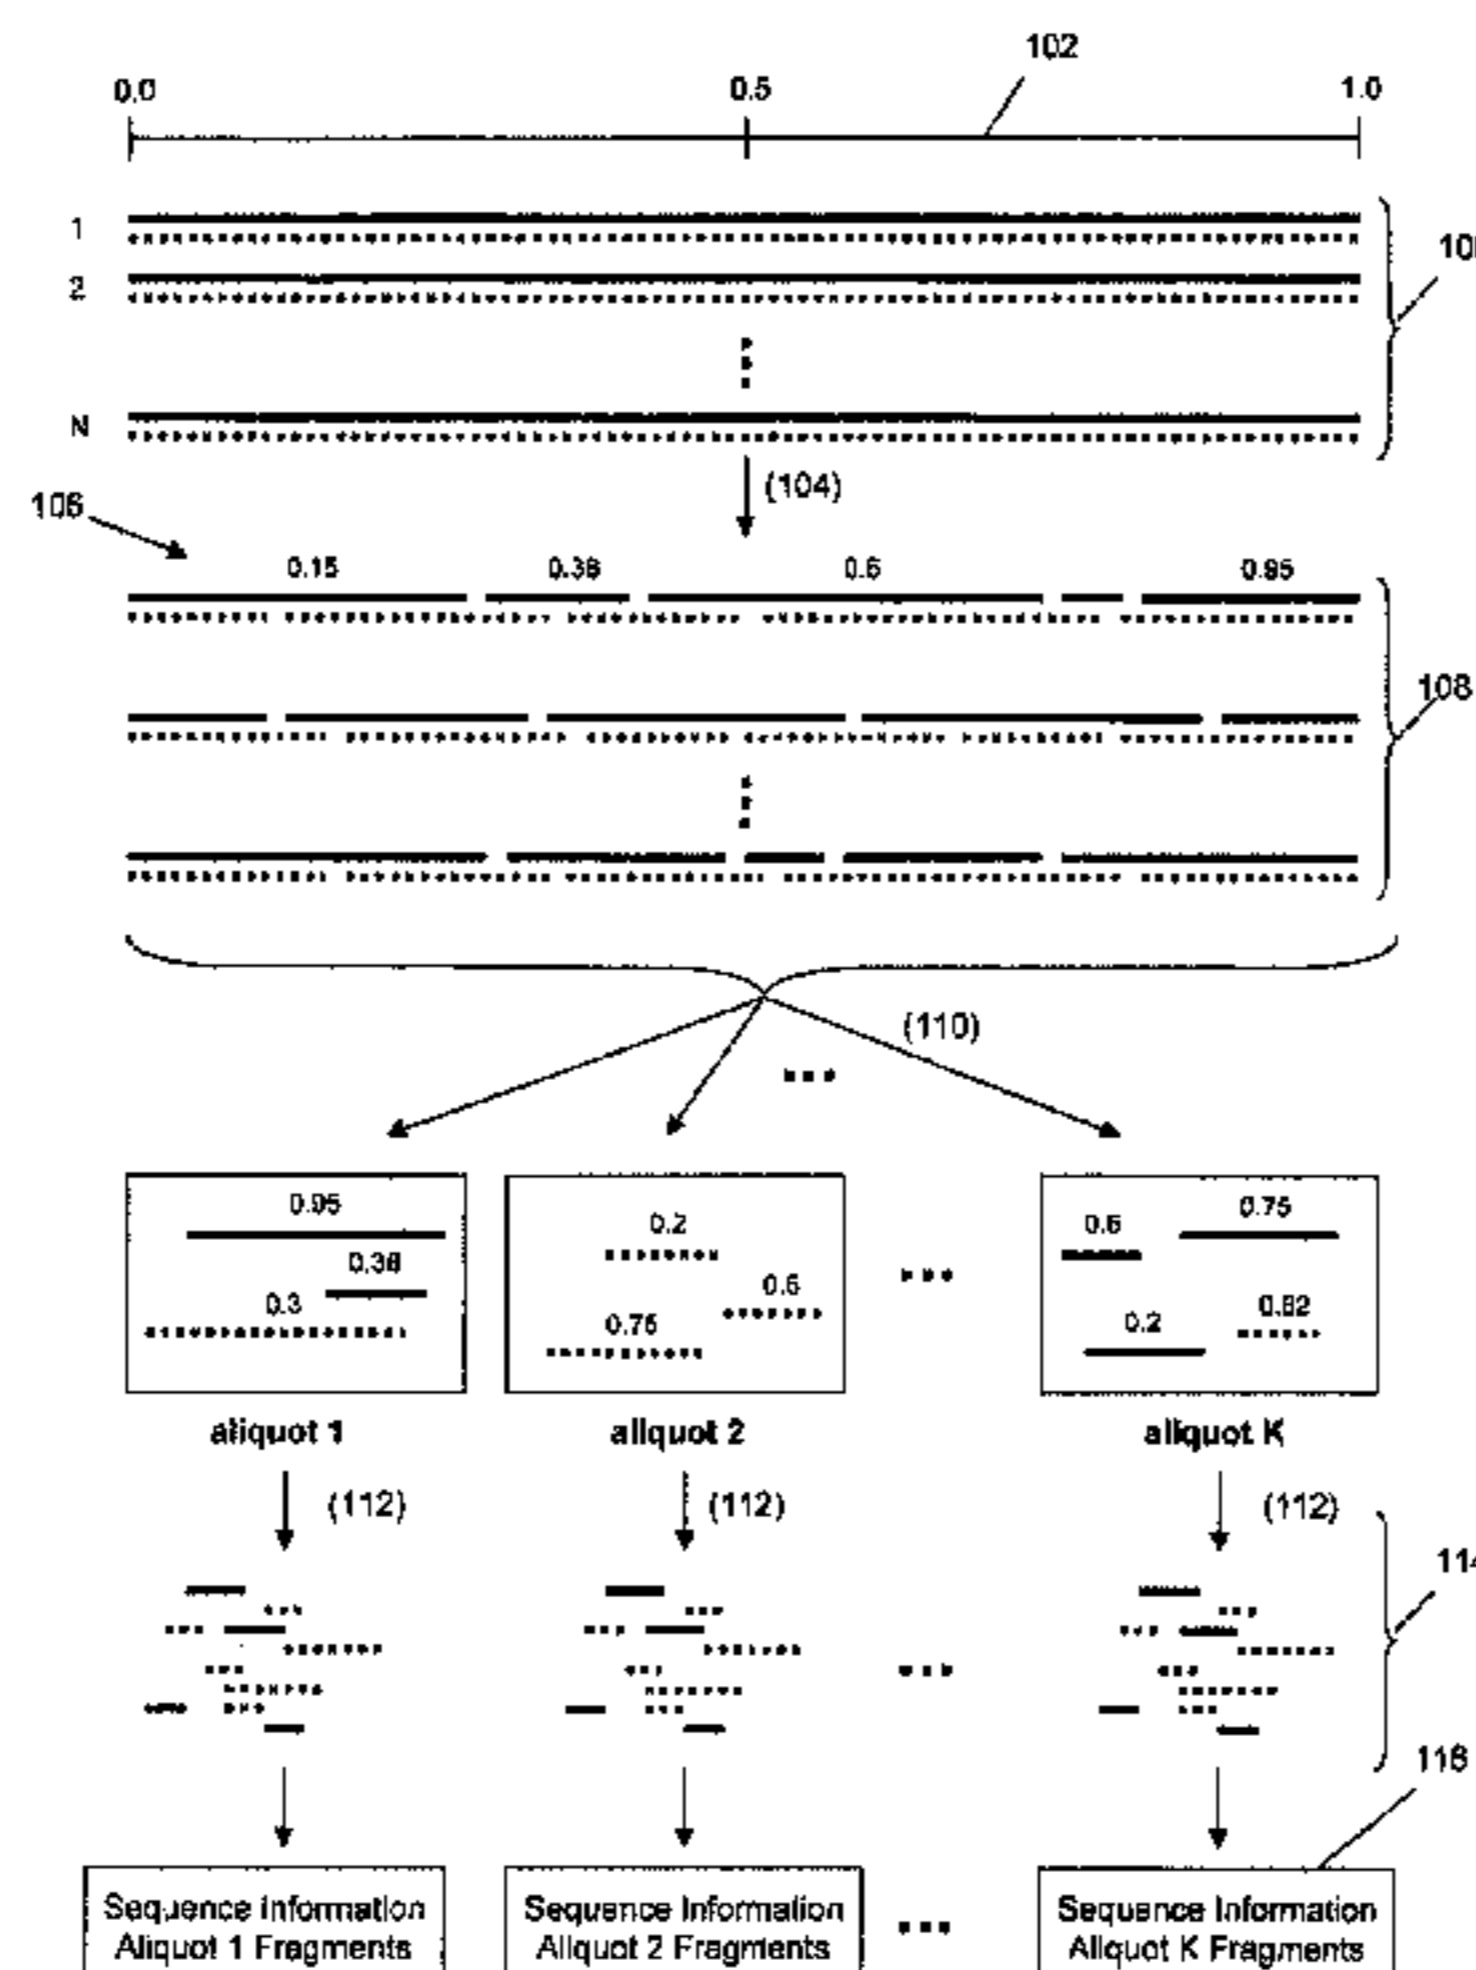 102
0.0 0.5 1.0
1
2
N
(104)
106
0.15 0.38 0.6 0.95
108
(110)
0.95
0.38
0.3
0.2
0.6
0.75
0.6
0.75
0.2
0.82
aliquot 1 aliquot 2 aliquot K
(112) (112) (112)
116
Sequence Information
Aliquot 1 Fragments
Sequence Information
Aliquot 2 Fragments
Sequence Information
Aliquot K Fragments